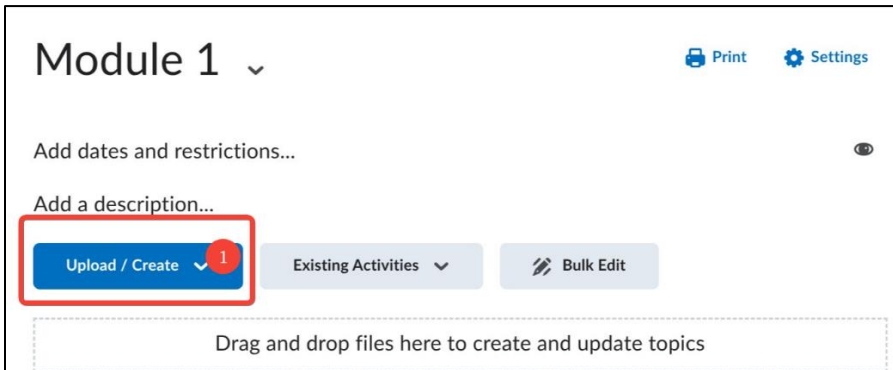 Module 1
Print Settings
Add dates and restrictions...
Add a description...
Upload / Create 1 Existing Activities Bulk Edit
Drag and drop files here to create and update topics